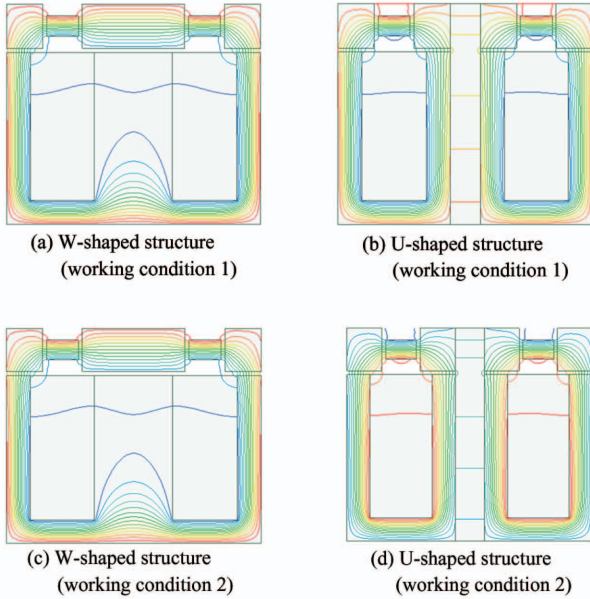 (a) W-shaped structure
(working condition 1)
(b) U-shaped structure
(working condition 1)
(c) W-shaped structure
(working condition 2)
(d) U-shaped structure
(working condition 2)